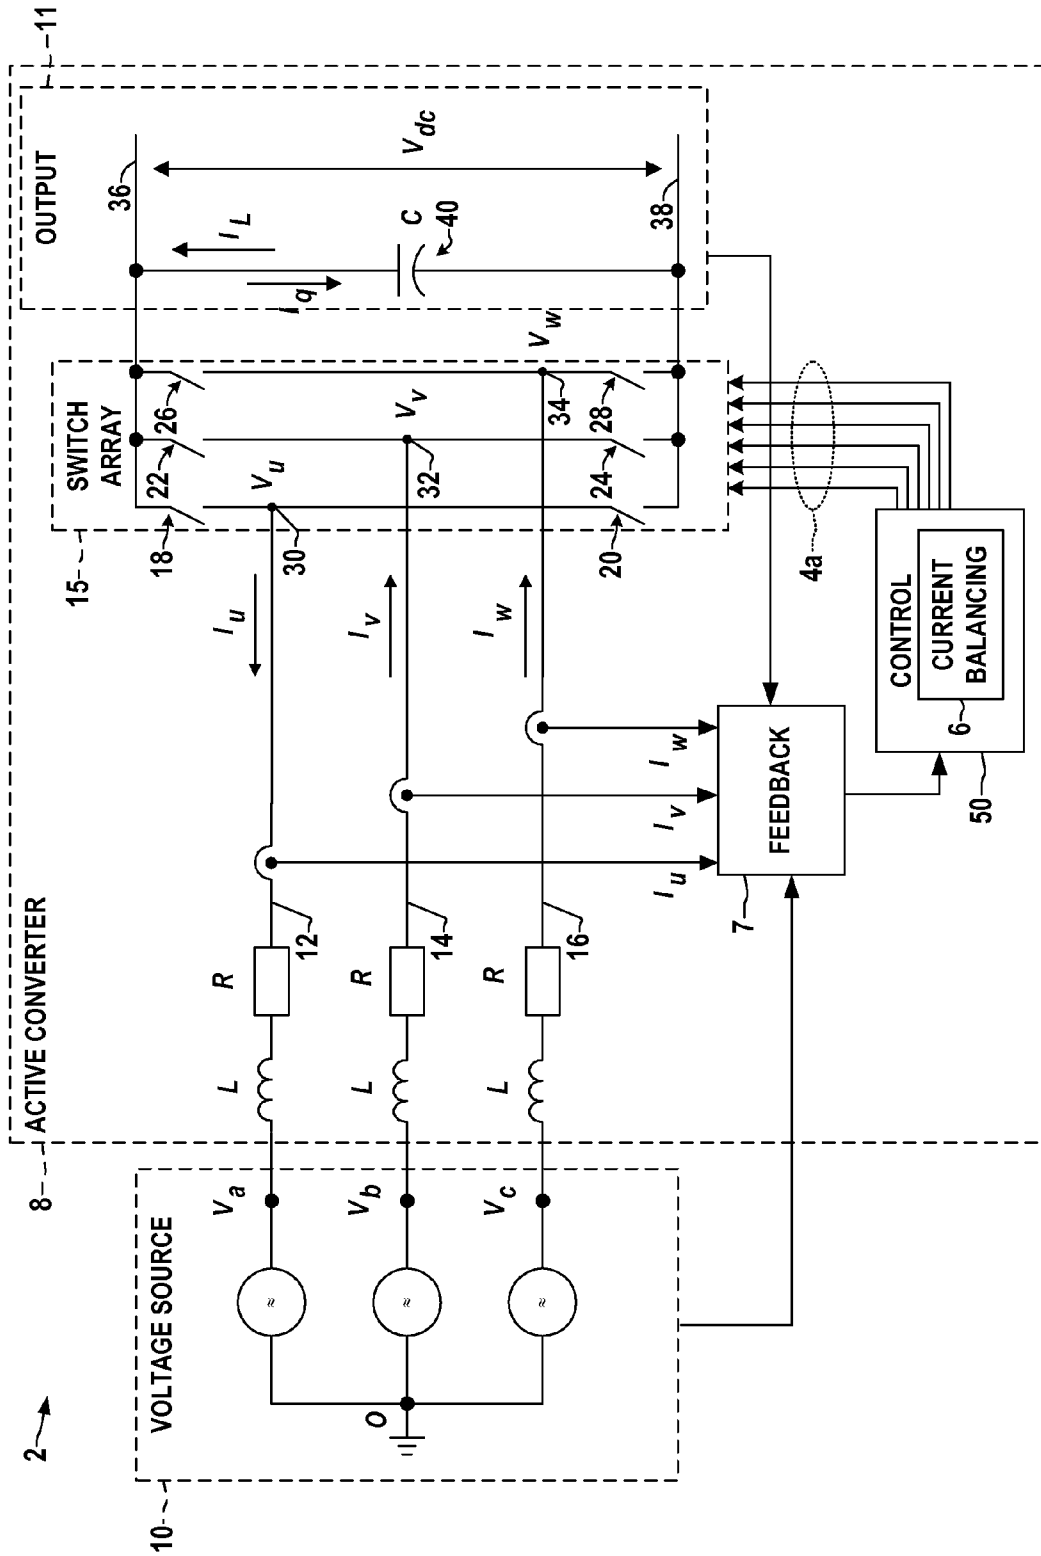 2
10
VOLTAGE SOURCE
O
Va
Vb
Vc
8
ACTIVE CONVERTER
L
R
12
L
R
14
L
R
16
Iu
Iv
Iw
Iu
Iv
Iw
7
FEEDBACK
15
SWITCH
ARRAY
18
22
26
Vu
Vv
Vw
30
32
34
20
24
28
4a
50
CONTROL
6
CURRENT
BALANCING
11
OUTPUT
36
IL
Iq
C
40
Vdc
38